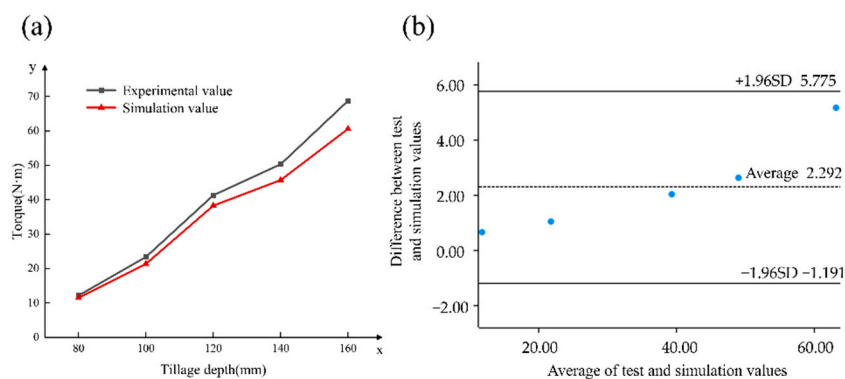 (a)
y
70
60
50
40
30
20
10
0
Experimental value
Simulation value
Torque(N·m)
80 100 120 140 160 x
Tillage depth(mm)
(b)
6.00
4.00
2.00
0.00
−2.00
+1.96SD 5.775
Average 2.292
−1.96SD −1.191
Difference between test
and simulation values
20.00 40.00 60.00
Average of test and simulation values